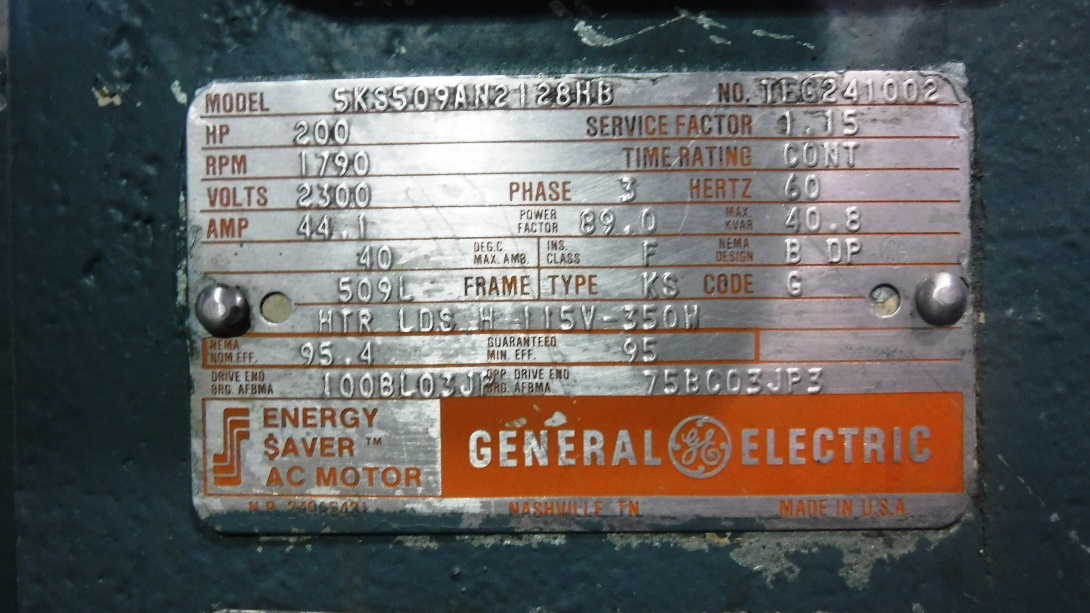 MODEL 5KS509AN2128HB NO. TEG241002
HP 200 SERVICE FACTOR 1.15
RPM 1790 TIME RATING CONT
VOLTS 2300 PHASE 3 HERTZ 60
AMP 44.1 POWER FACTOR 89.0 MAX. KVAR 40.8
40 DEG.C MAX. AMB. INS. CLASS F NEMA DESIGN B DP
509L FRAME TYPE KS CODE G
HTR LDS H 115V-350W
NEMA NOM.EFF. 95.4 GUARANTEED MIN. EFF. 95
DRIVE END BRG. AFBMA OPP. DRIVE END BRG. AFBMA 75BC03JP3
ENERGY
$AVER™
AC MOTOR
GENERAL GE ELECTRIC
N.P. NASHVILLE TN. MADE IN U.S.A.